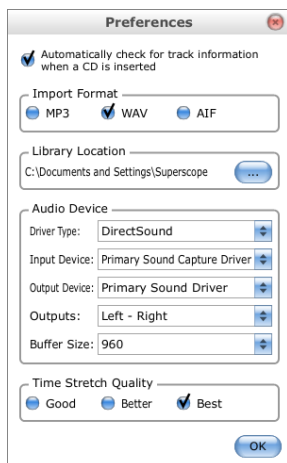 Preferences
Automatically check for track information
when a CD is inserted
Import Format
MP3 WAV AIF
Library Location
C:\Documents and Settings\Superscope ...
Audio Device
Driver Type: DirectSound
Input Device: Primary Sound Capture Driver
Output Device: Primary Sound Driver
Outputs: Left - Right
Buffer Size: 960
Time Stretch Quality
Good Better Best
OK